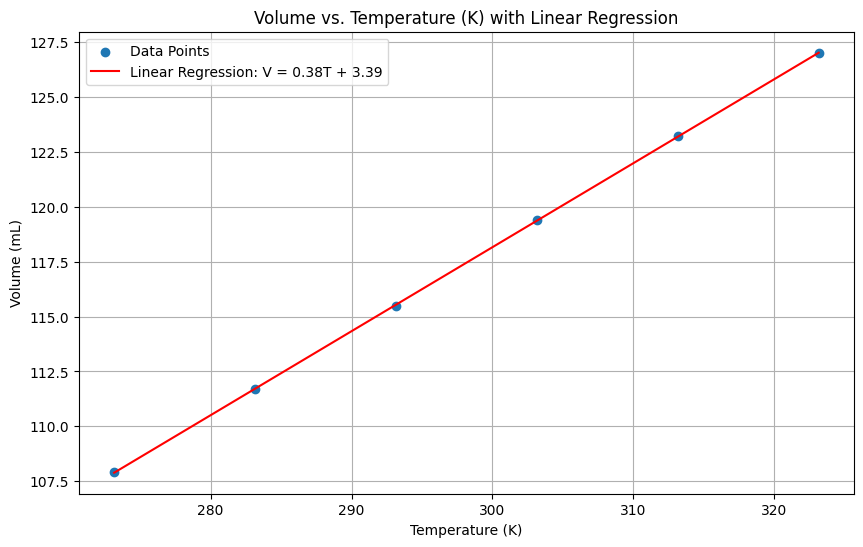 Volume vs. Temperature (K) with Linear Regression
Data Points
Linear Regression: V = 0.38T + 3.39
Volume (mL)
127.5
125.0
122.5
120.0
117.5
115.0
112.5
110.0
107.5
280 290 300 310 320
Temperature (K)